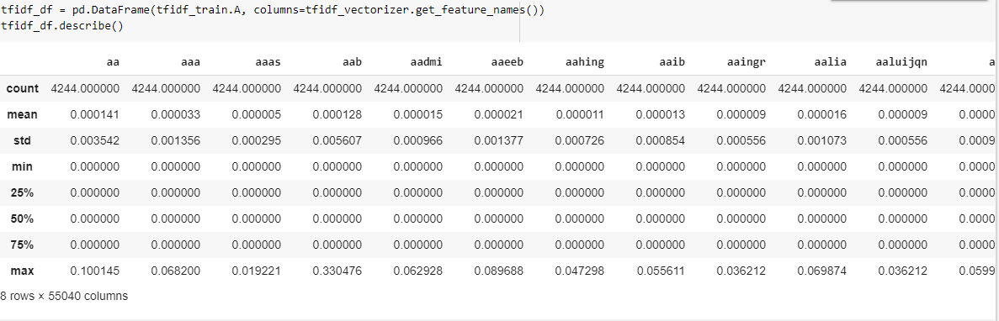 tfidf_df = pd.DataFrame(tfidf_train.A, columns=tfidf_vectorizer.get_feature_names())
tfidf_df.describe()
aa aaa aaas aab aadmi aaeeb aahing aaib aaingr aalia aaluijqn a
count 4244.000000 4244.000000 4244.000000 4244.000000 4244.000000 4244.000000 4244.000000 4244.000000 4244.000000 4244.000000 4244.000000 4244.0000
mean 0.000141 0.000033 0.000005 0.000128 0.000015 0.000021 0.000011 0.000013 0.000009 0.000016 0.000009 0.0000
std 0.003542 0.001356 0.000295 0.005607 0.000966 0.001377 0.000726 0.000854 0.000556 0.001073 0.000556 0.0009
min 0.000000 0.000000 0.000000 0.000000 0.000000 0.000000 0.000000 0.000000 0.000000 0.000000 0.000000 0.0000
25% 0.000000 0.000000 0.000000 0.000000 0.000000 0.000000 0.000000 0.000000 0.000000 0.000000 0.000000 0.0000
50% 0.000000 0.000000 0.000000 0.000000 0.000000 0.000000 0.000000 0.000000 0.000000 0.000000 0.000000 0.0000
75% 0.000000 0.000000 0.000000 0.000000 0.000000 0.000000 0.000000 0.000000 0.000000 0.000000 0.000000 0.0000
max 0.100145 0.068200 0.019221 0.330476 0.062928 0.089688 0.047298 0.055611 0.036212 0.069874 0.036212 0.0599
8 rows × 55040 columns